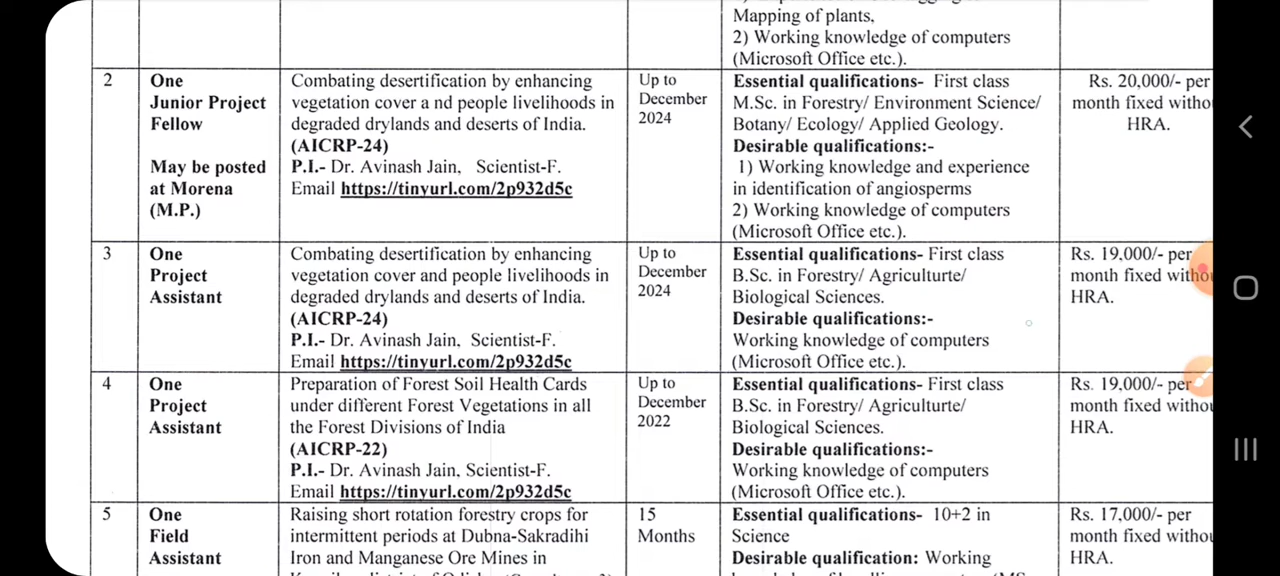 Mapping of plants,
2) Working knowledge of computers
(Microsoft Office etc.).
2
One
Junior Project
Fellow
May be posted
at Morena
(M.P.)
Combating desertification by enhancing
vegetation cover a nd people livelihoods in
degraded drylands and deserts of India.
(AICRP-24)
P.I.- Dr. Avinash Jain, Scientist-F.
Email https://tinyurl.com/2p932d5c
Up to
December
2024
Essential qualifications- First class
M.Sc. in Forestry/ Environment Science/
Botany/ Ecology/ Applied Geology.
Desirable qualifications:-
1) Working knowledge and experience
in identification of angiosperms
2) Working knowledge of computers
(Microsoft Office etc.).
Rs. 20,000/- per
month fixed witho
HRA.
3
One
Project
Assistant
Combating desertification by enhancing
vegetation cover and people livelihoods in
degraded drylands and deserts of India.
(AICRP-24)
P.I.- Dr. Avinash Jain, Scientist-F.
Email https://tinyurl.com/2p932d5c
Up to
December
2024
Essential qualifications- First class
B.Sc. in Forestry/ Agriculturte/
Biological Sciences.
Desirable qualifications:-
Working knowledge of computers
(Microsoft Office etc.).
Rs. 19,000/- per
month fixed witho
HRA.
4
One
Project
Assistant
Preparation of Forest Soil Health Cards
under different Forest Vegetations in all
the Forest Divisions of India
(AICRP-22)
P.I.- Dr. Avinash Jain, Scientist-F.
Email https://tinyurl.com/2p932d5c
Up to
December
2022
Essential qualifications- First class
B.Sc. in Forestry/ Agriculturte/
Biological Sciences.
Desirable qualifications:-
Working knowledge of computers
(Microsoft Office etc.).
Rs. 19,000/- per
month fixed witho
HRA.
5
One
Field
Assistant
Raising short rotation forestry crops for
intermittent periods at Dubna-Sakradihi
Iron and Manganese Ore Mines in
15
Months
Essential qualifications- 10+2 in
Science
Desirable qualification: Working
Rs. 17,000/- per
month fixed witho
HRA.